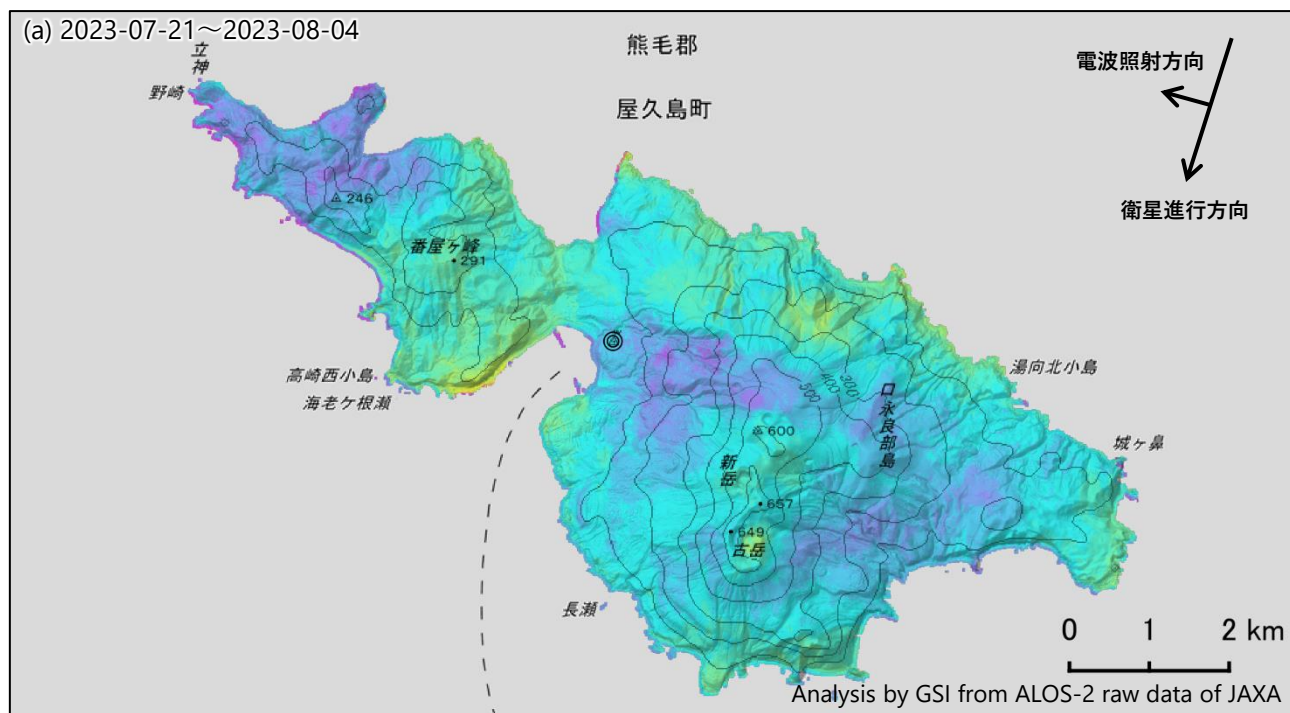 (a) 2023-07-21～2023-08-04
熊毛郡
屋久島町
電波照射方向
衛星進行方向
立神
野崎
246
番屋ヶ峰
291
高崎西小島
海老ケ根瀬
湯向北小島
300
400
500
口永良部島
600
城ヶ鼻
新岳
657
649
古岳
長瀬
0 1 2 km
Analysis by GSI from ALOS-2 raw data of JAXA